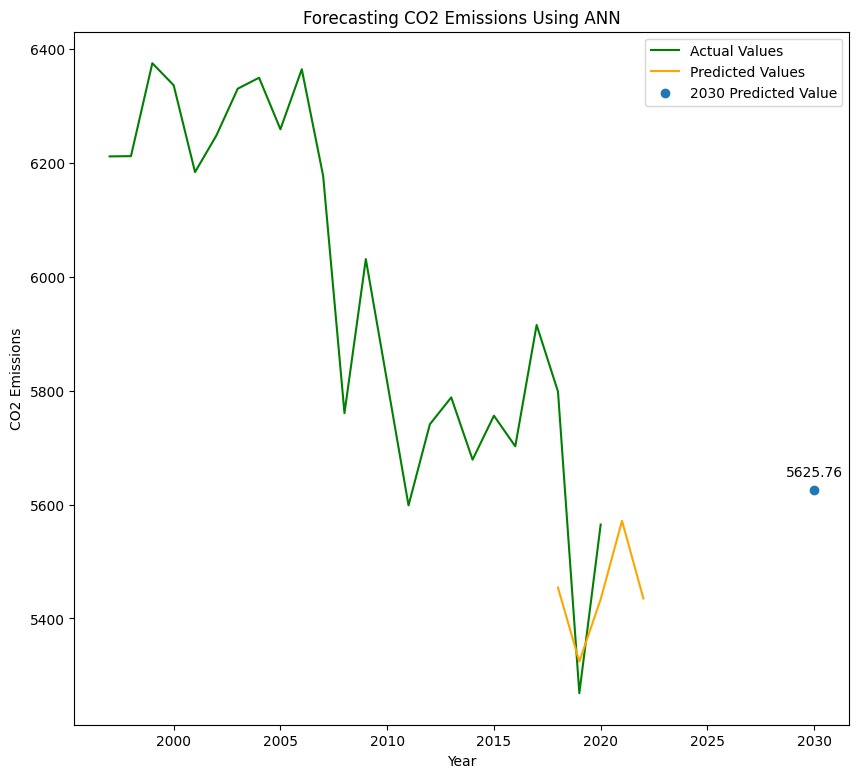 Forecasting CO2 Emissions Using ANN
Actual Values
Predicted Values
2030 Predicted Value
6400
6200
6000
5800
5600
5400
CO2 Emissions
5625.76
2000
2005
2010
2015
2020
2025
2030
Year